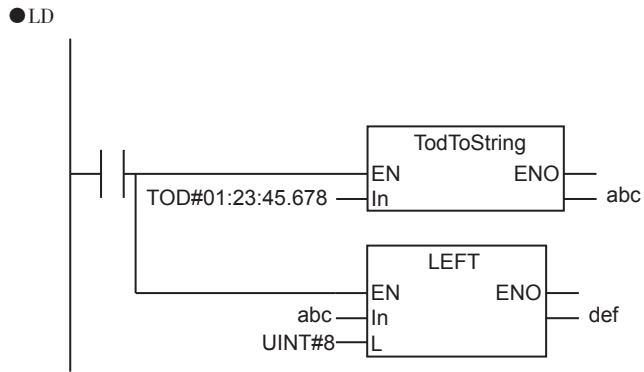 ●LD
TodToString
EN ENO
TOD#01:23:45.678 In abc
LEFT
EN ENO
abc In def
UINT#8 L